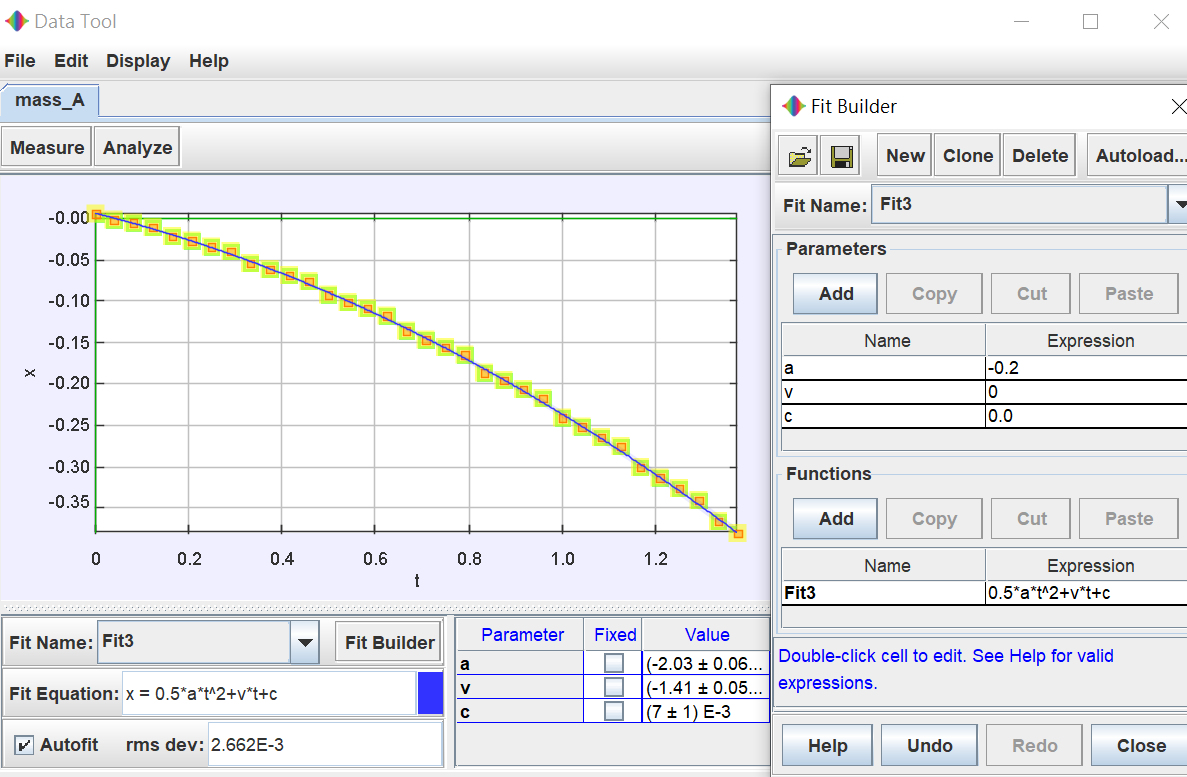 Data Tool
File Edit Display Help
mass_A
Measure Analyze
-0.00
-0.05
-0.10
-0.15
-0.20
-0.25
-0.30
-0.35
x
0 0.2 0.4 0.6 0.8 1.0 1.2
t
Fit Name: Fit3 Fit Builder
Fit Equation: x = 0.5*a*t^2+v*t+c
Autofit rms dev: 2.662E-3
Parameter Fixed Value
a (-2.03 ± 0.06...
v (-1.41 ± 0.05...
c (7 ± 1) E-3
Fit Builder
New Clone Delete Autoload...
Fit Name: Fit3
Parameters
Add Copy Cut Paste
Name Expression
a -0.2
v 0
c 0.0
Functions
Add Copy Cut Paste
Name Expression
Fit3 0.5*a*t^2+v*t+c
Double-click cell to edit. See Help for valid
expressions.
Help Undo Redo Close